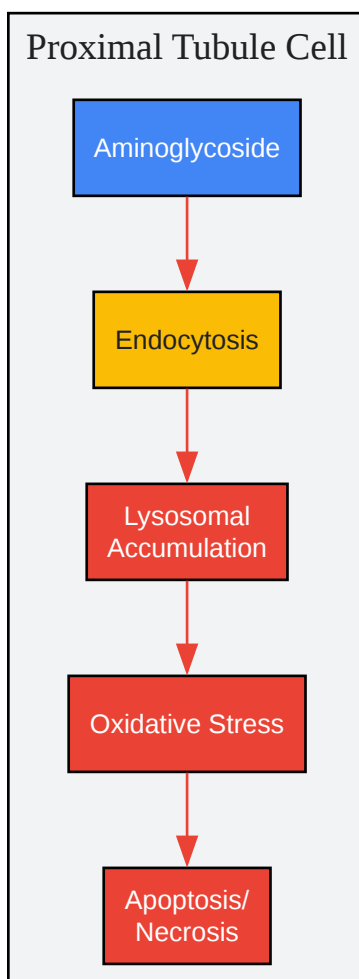 Proximal Tubule Cell
Aminoglycoside
Endocytosis
Lysosomal
Accumulation
Oxidative Stress
Apoptosis/
Necrosis